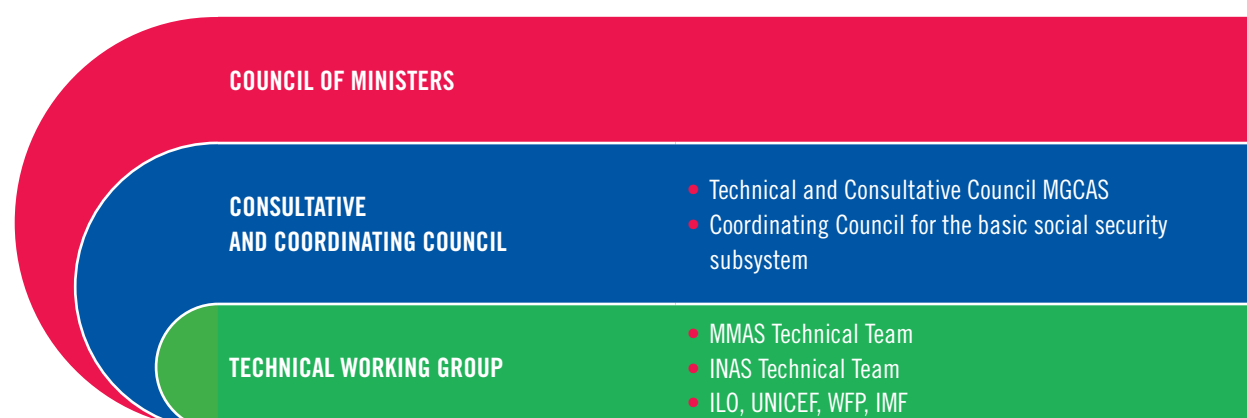 COUNCIL OF MINISTERS
CONSULTATIVE
AND COORDINATING COUNCIL
• Technical and Consultative Council MGCAS
• Coordinating Council for the basic social security
subsystem
TECHNICAL WORKING GROUP
• MMAS Technical Team
• INAS Technical Team
• ILO, UNICEF, WFP, IMF